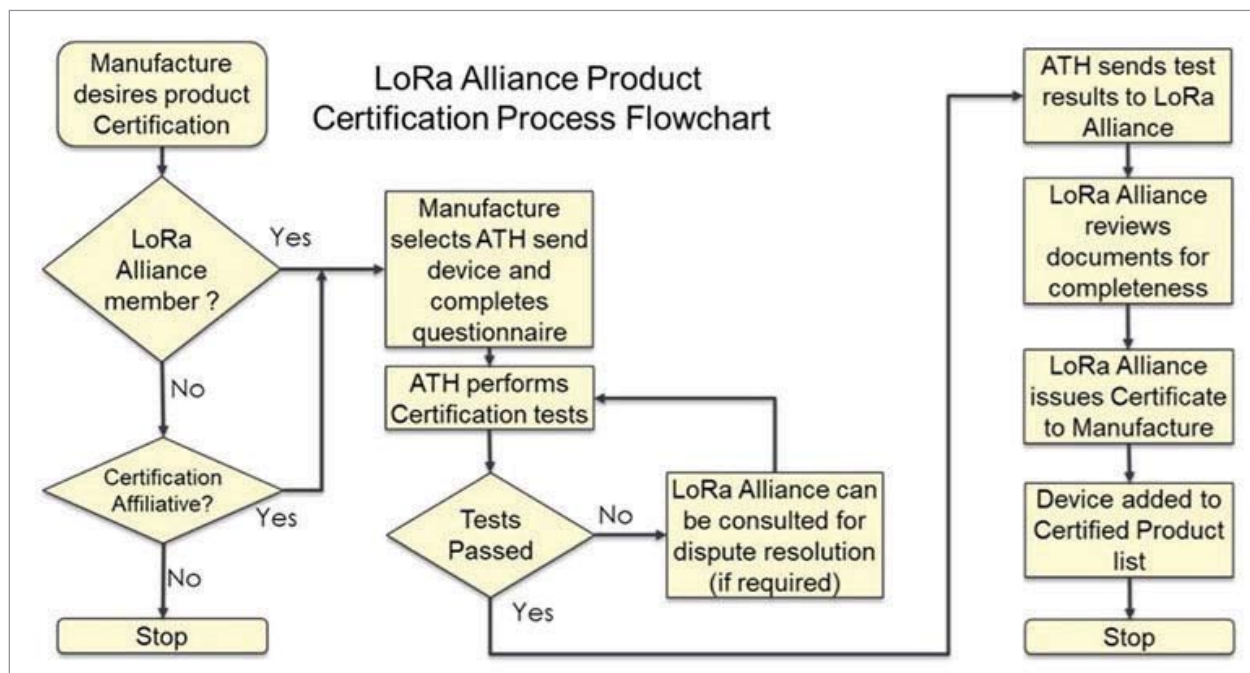 LoRa Alliance Product
Certification Process Flowchart
Manufacture
desires product
Certification
LoRa
Alliance
member ?
Yes
No
Certification
Affiliative?
Yes
No
Stop
Manufacture
selects ATH send
device and
completes
questionnaire
ATH performs
Certification tests
Tests
Passed
No
Yes
LoRa Alliance can
be consulted for
dispute resolution
(if required)
ATH sends test
results to LoRa
Alliance
LoRa Alliance
reviews
documents for
completeness
LoRa Alliance
issues Certificate
to Manufacture
Device added to
Certified Product
list
Stop